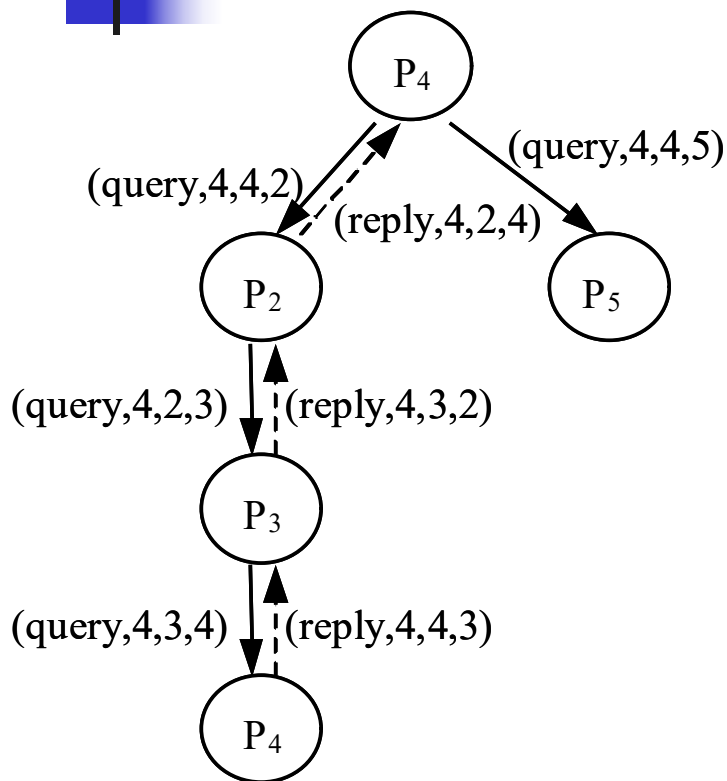 P₄
(query,4,4,5)
(query,4,4,2)
(reply,4,2,4)
P₂
P₅
(query,4,2,3)
(reply,4,3,2)
P₃
(query,4,3,4)
(reply,4,4,3)
P₄